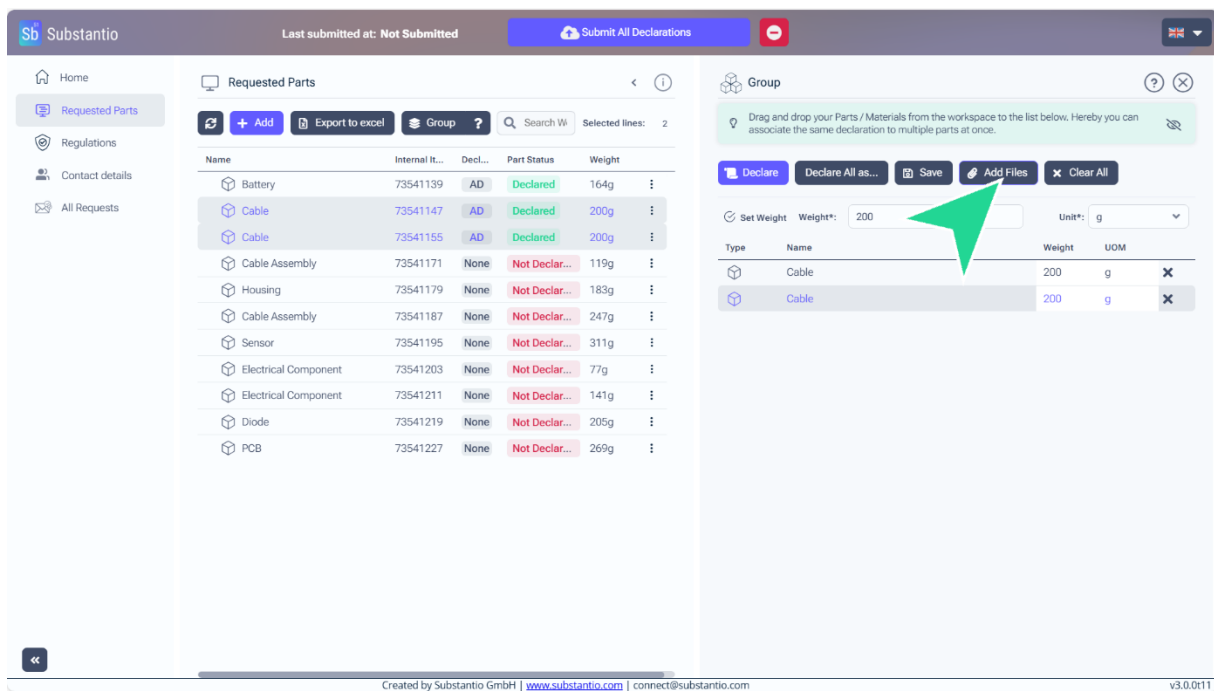 Sb Substantio
Last submitted at: Not Submitted
Submit All Declarations
Home
Requested Parts
Regulations
Contact details
All Requests
Requested Parts
Add Export to excel Group ? Search W Selected lines: 2
Name Internal It... Decl... Part Status Weight
Battery 73541139 AD Declared 164g
Cable 73541147 AD Declared 200g
Cable 73541155 AD Declared 200g
Cable Assembly 73541171 None Not Declar... 119g
Housing 73541179 None Not Declar... 183g
Cable Assembly 73541187 None Not Declar... 247g
Sensor 73541195 None Not Declar... 311g
Electrical Component 73541203 None Not Declar... 77g
Electrical Component 73541211 None Not Declar... 141g
Diode 73541219 None Not Declar... 205g
PCB 73541227 None Not Declar... 269g
Group
Drag and drop your Parts / Materials from the workspace to the list below. Hereby you can
associate the same declaration to multiple parts at once.
Declare Declare All as... Save Add Files Clear All
Set Weight Weight*: 200 Unit*: g
Type Name Weight UOM
Cable 200 g
Cable 200 g
Created by Substantio GmbH | www.substantio.com | connect@substantio.com
v3.0.0t11